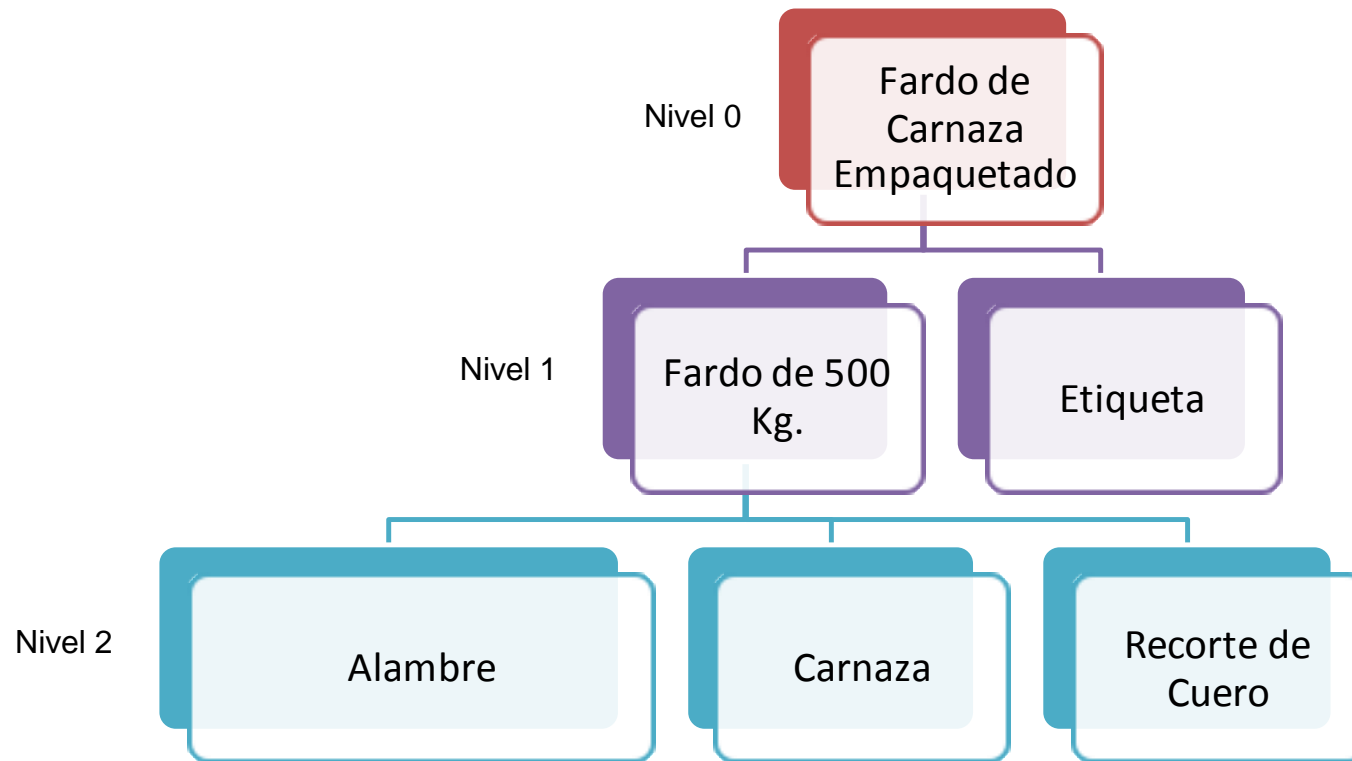 Nivel 0
Fardo de
Carnaza
Empaquetado
Nivel 1
Fardo de 500
Kg.
Etiqueta
Nivel 2
Alambre
Carnaza
Recorte de
Cuero